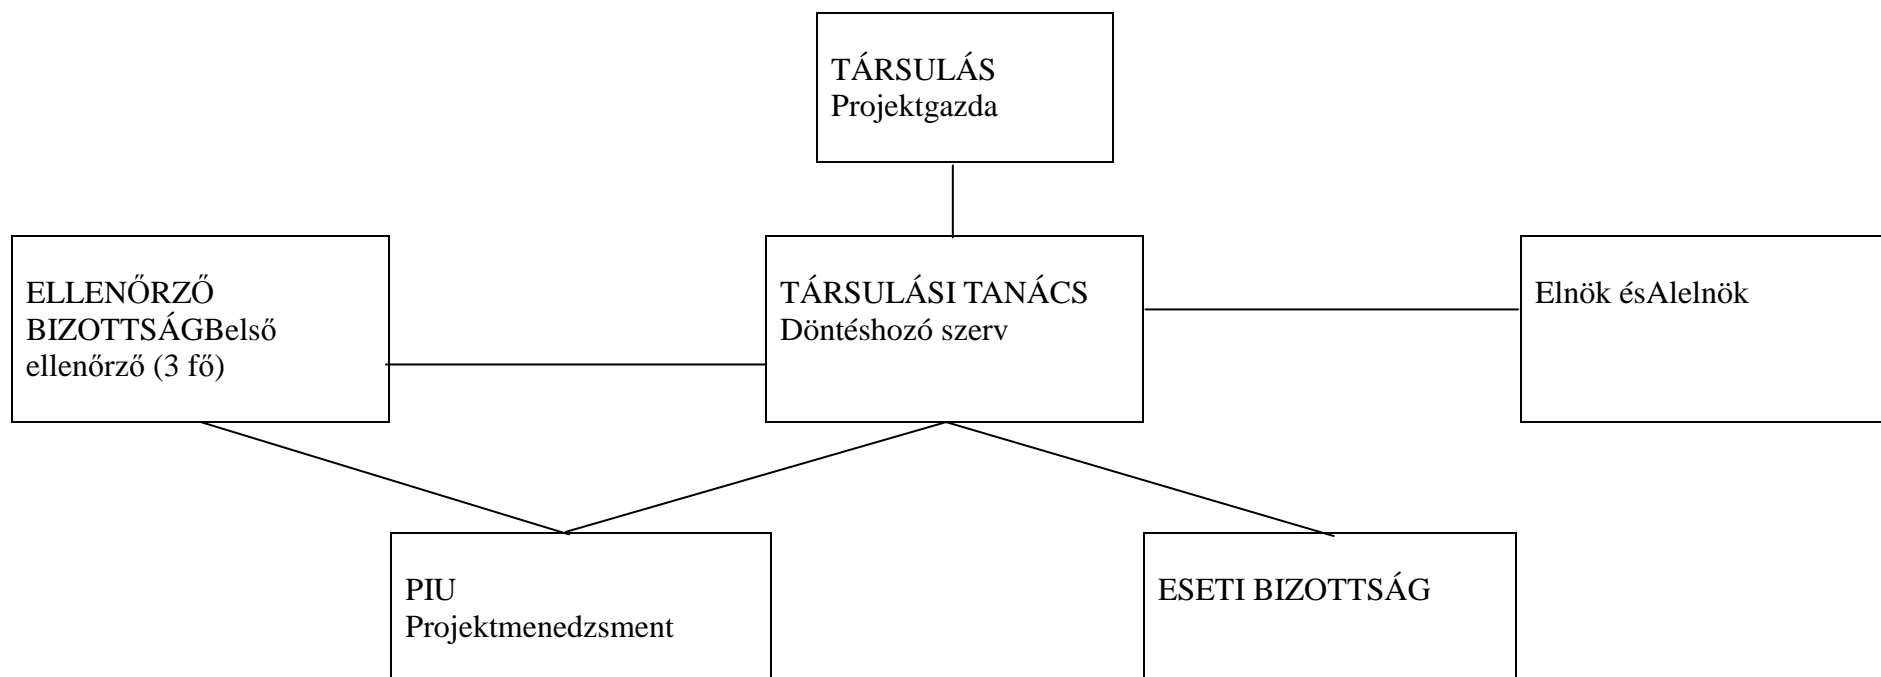 TÁRSULÁS
Projektgazda
ELLENŐRZŐ
BIZOTTSÁGBelső
ellenőrző (3 fő)
TÁRSULÁSI TANÁCS
Döntéshozó szerv
Elnök ésAlelnök
PIU
Projektmenedzsment
ESETI BIZOTTSÁG